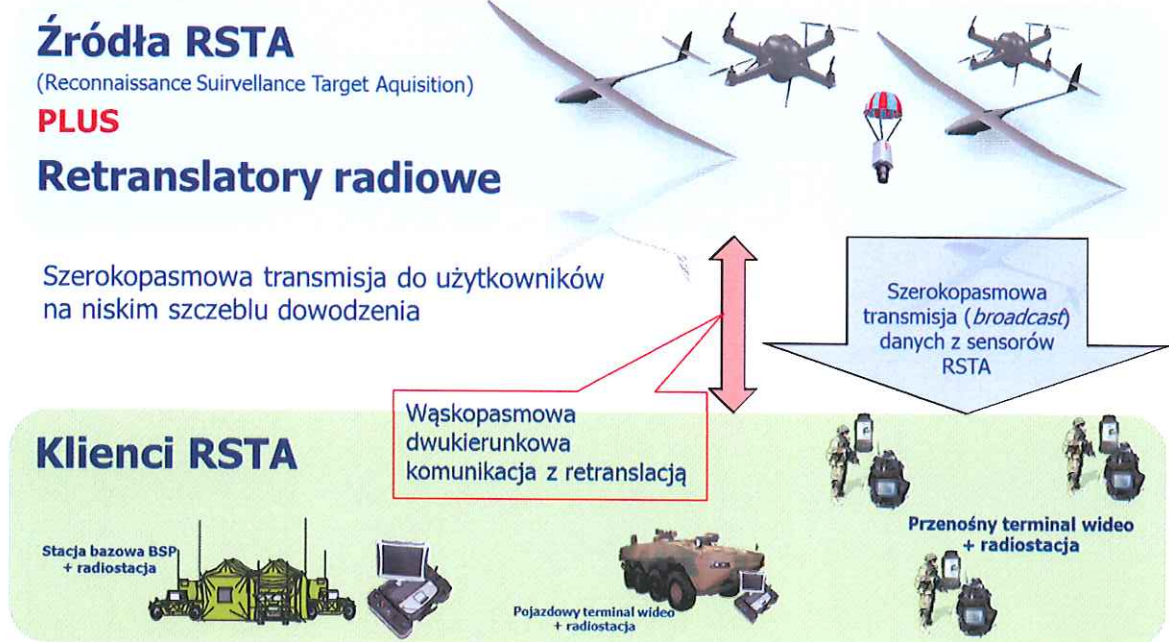 Źródła RSTA
(Reconnaissance Suirvellance Target Aquisition)
PLUS
Retranslatory radiowe
Szerokopasmowa transmisja do użytkowników
na niskim szczeblu dowodzenia
Szerokopasmowa
transmisja (broadcast)
danych z sensorów
RSTA
Wąskopasmowa
dwukierunkowa
komunikacja z retranslacją
Klienci RSTA
Stacja bazowa BSP
+ radiostacja
Pojazdowy terminal wideo
+ radiostacja
Przenośny terminal wideo
+ radiostacja